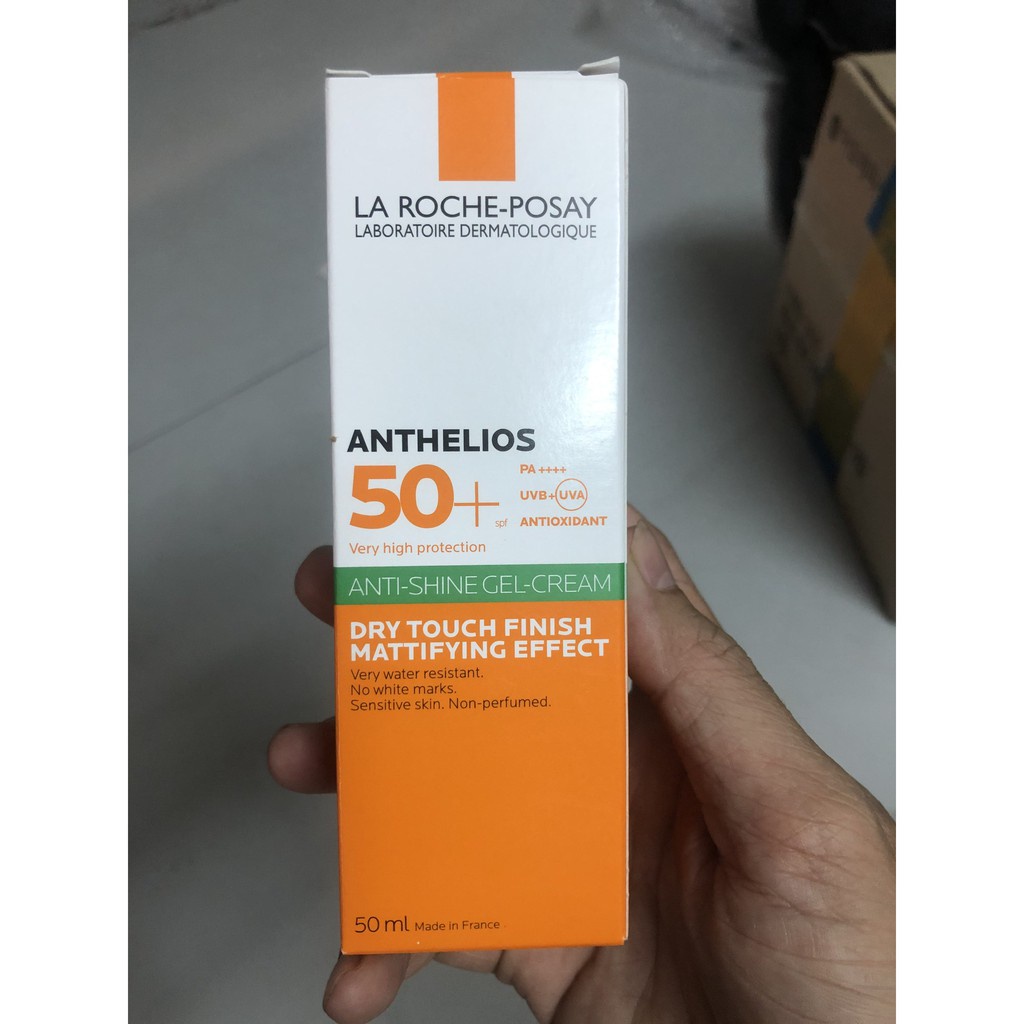 LA ROCHE-POSAY
LABORATOIRE DERMATOLOGIQUE
ANTHELIOS
50+ spf
PA ++++
UVB+UVA
ANTIOXIDANT
Very high protection
ANTI-SHINE GEL-CREAM
DRY TOUCH FINISH
MATTIFYING EFFECT
Very water resistant.
No white marks.
Sensitive skin. Non-perfumed.
50 ml Made in France